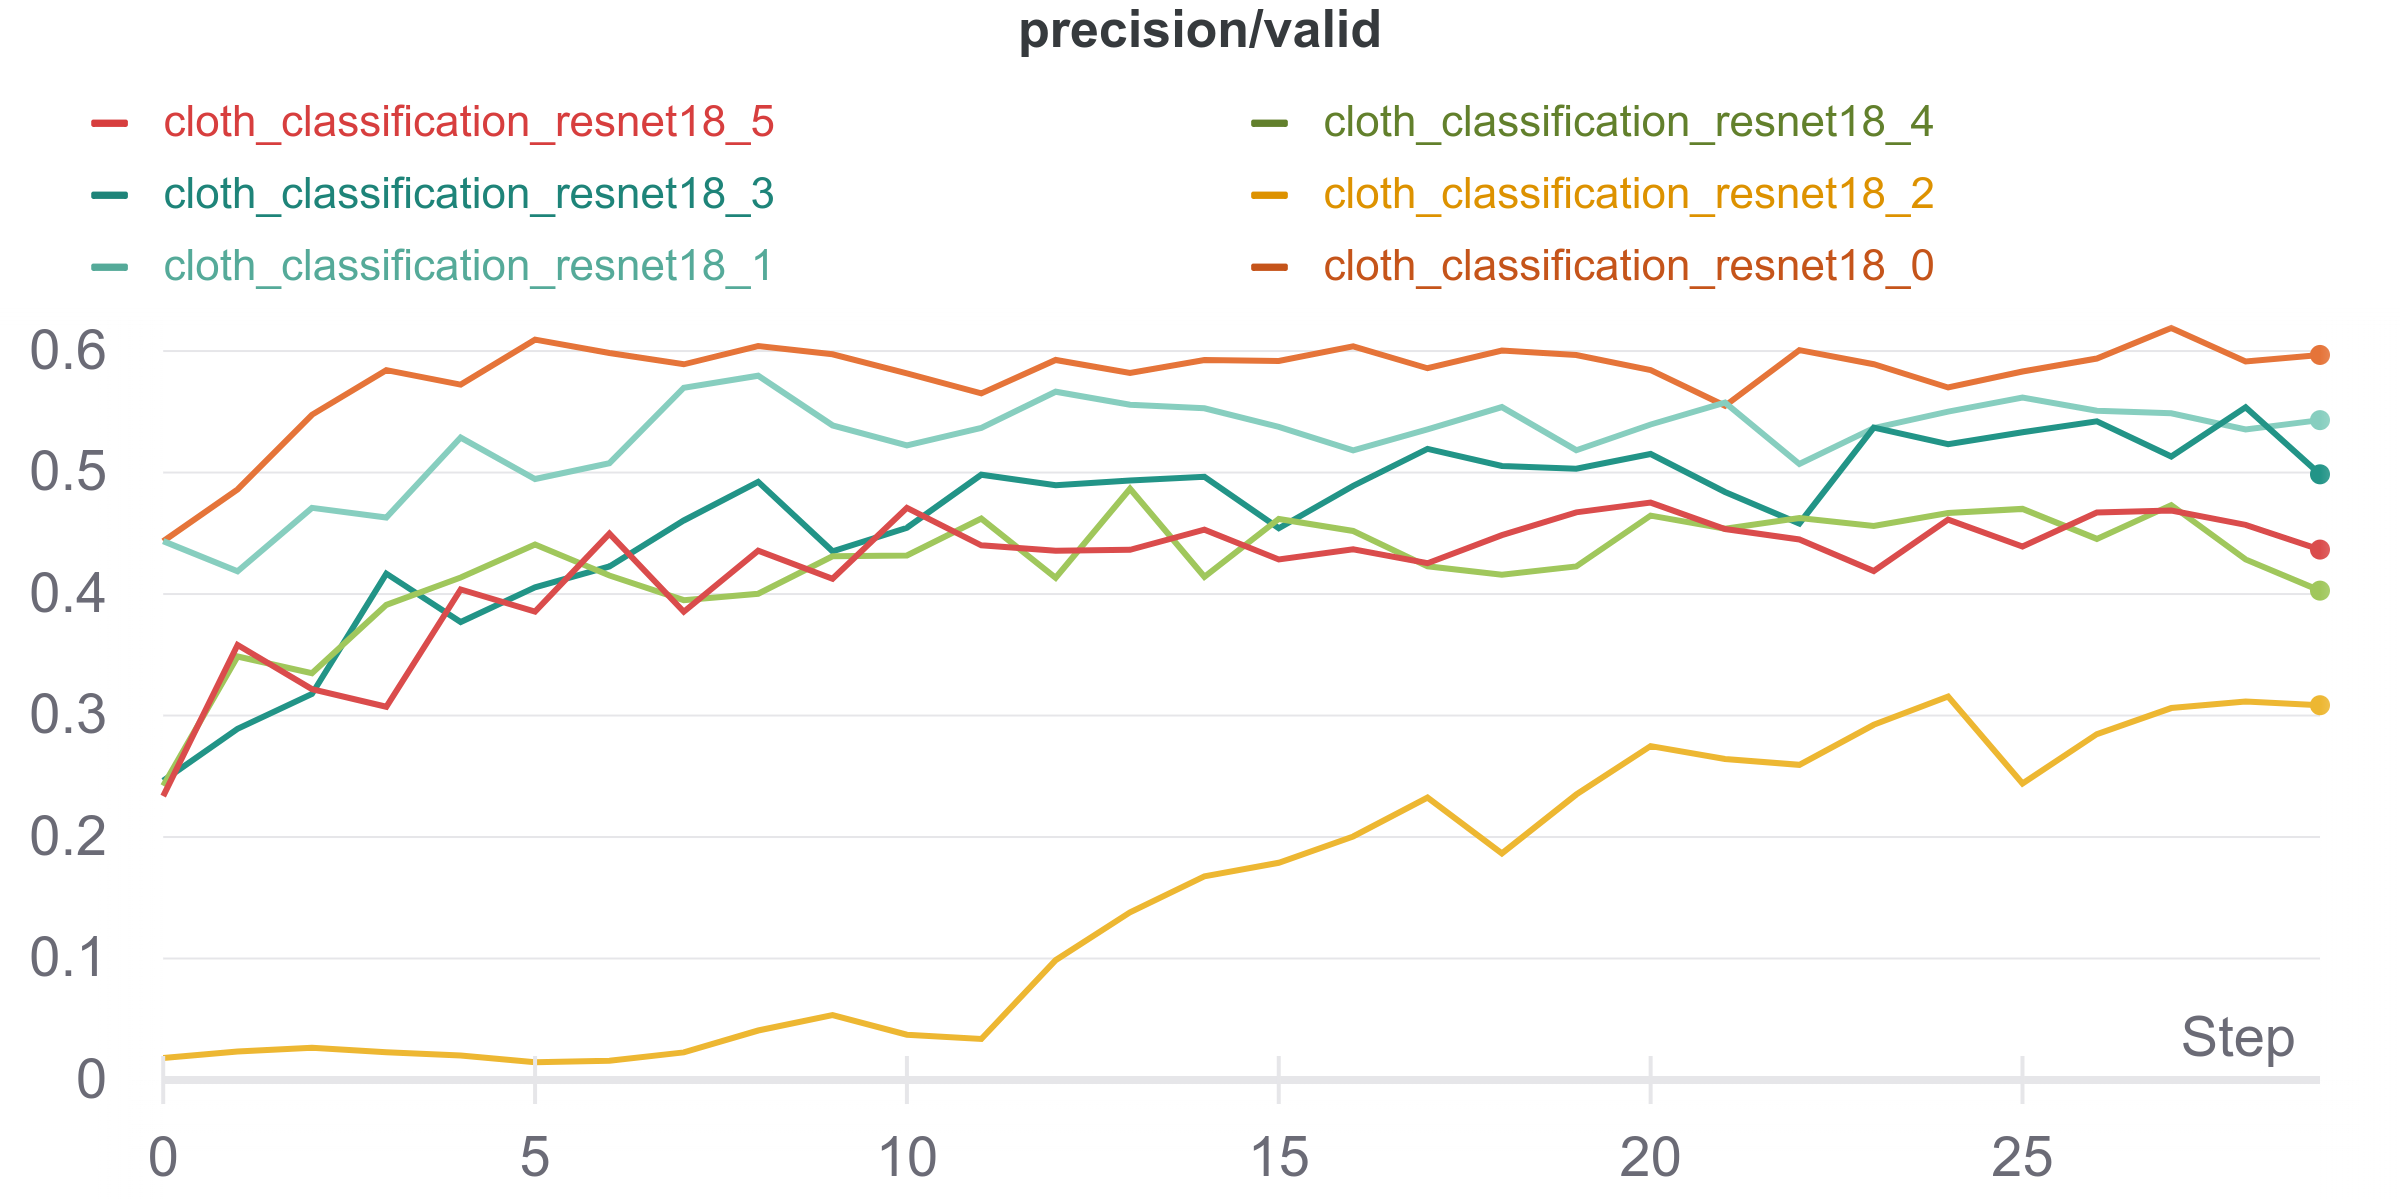 precision/valid
cloth_classification_resnet18_5 cloth_classification_resnet18_4
cloth_classification_resnet18_3 cloth_classification_resnet18_2
cloth_classification_resnet18_1 cloth_classification_resnet18_0
0.6
0.5
0.4
0.3
0.2
0.1
Step
0
0 5 10 15 20 25